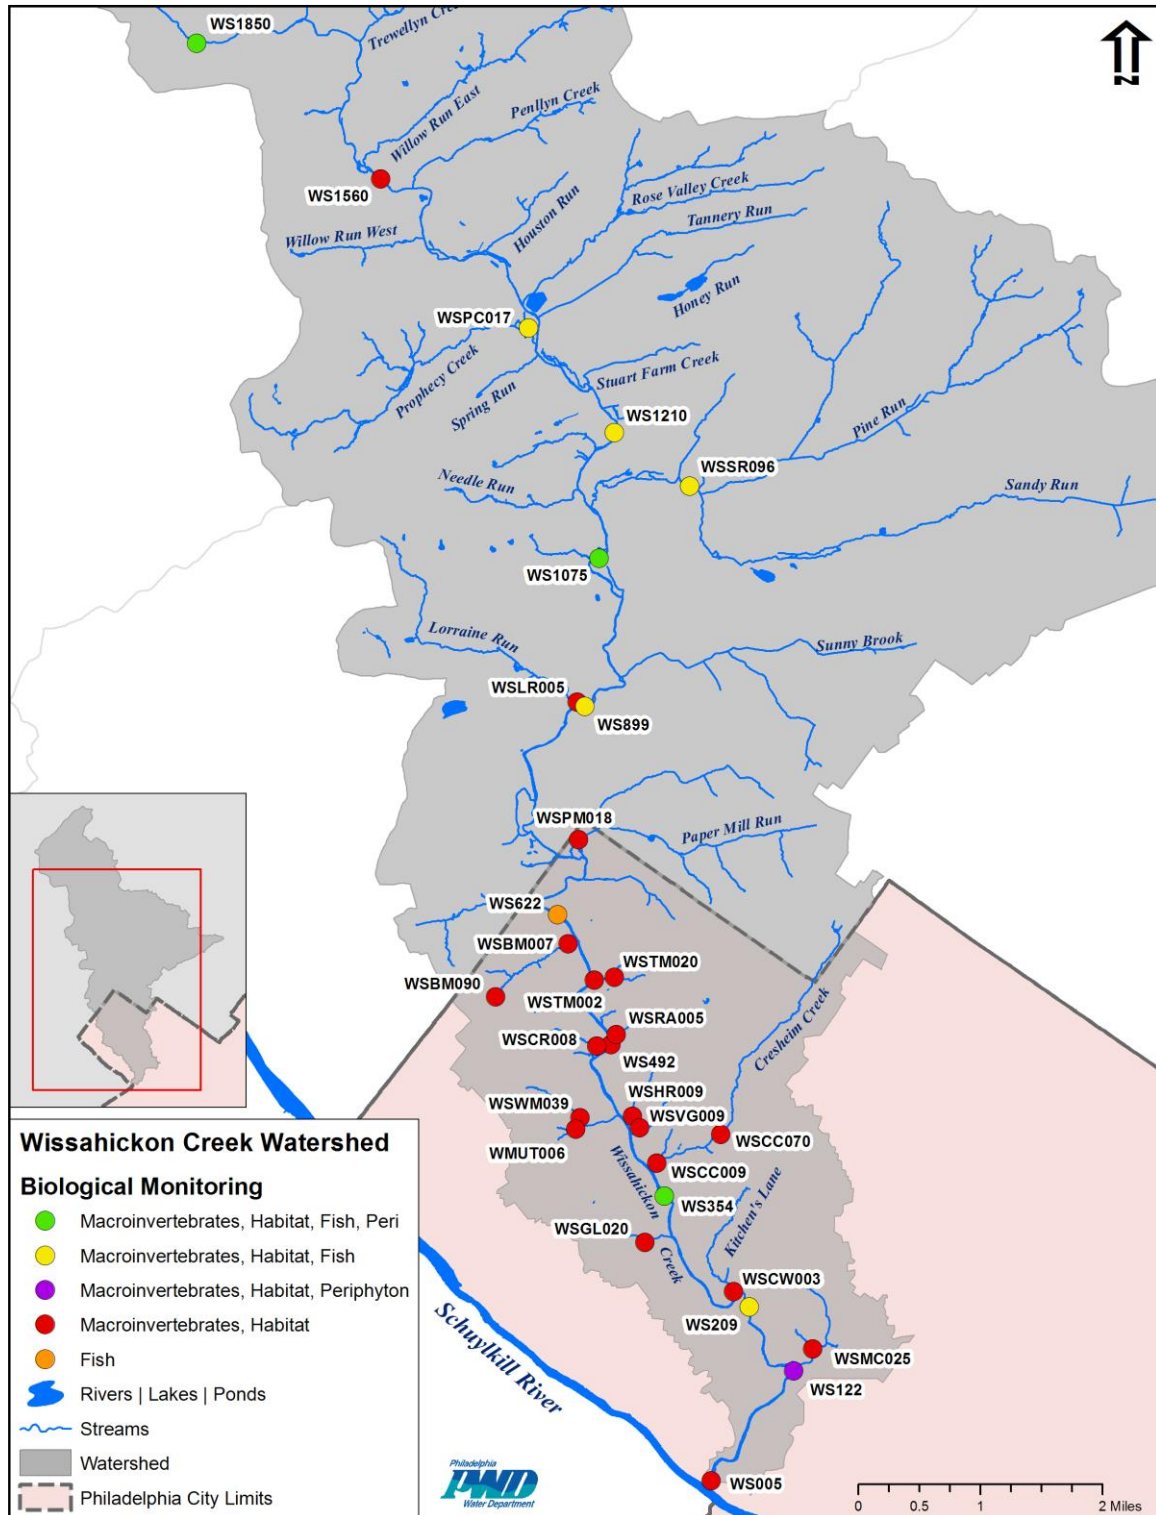 WS1850
Trewellyn Creek
N
Penllyn Creek
Willow Run East
WS1560
Rose Valley Creek
Houston Run
Tannery Run
Willow Run West
Honey Run
WSPC017
Prophecy Creek
Stuart Farm Creek
Spring Run
WS1210
Pine Run
WSSR096
Needle Run
Sandy Run
WS1075
Lorraine Run
Sunny Brook
WSLR005
WS899
WSPM018
Paper Mill Run
WS622
WSBM007
WSTM020
WSBM090
WSTM002
WSRA005
WSCR008
Cresheim Creek
WS492
WSHR009
WSWM039
WSVG009
WSCC070
WMUT006
WSCC009
Wissahickon
Creek
WS354
Kitchen's Lane
WSGL020
WSCW003
WS209
WSMC025
WS122
Schuylkill River
WS005
Wissahickon Creek Watershed
Biological Monitoring
Macroinvertebrates, Habitat, Fish, Peri
Macroinvertebrates, Habitat, Fish
Macroinvertebrates, Habitat, Periphyton
Macroinvertebrates, Habitat
Fish
Rivers | Lakes | Ponds
Streams
Watershed
Philadelphia City Limits
Philadelphia
PWD
Water Department
0 0.5 1 2 Miles